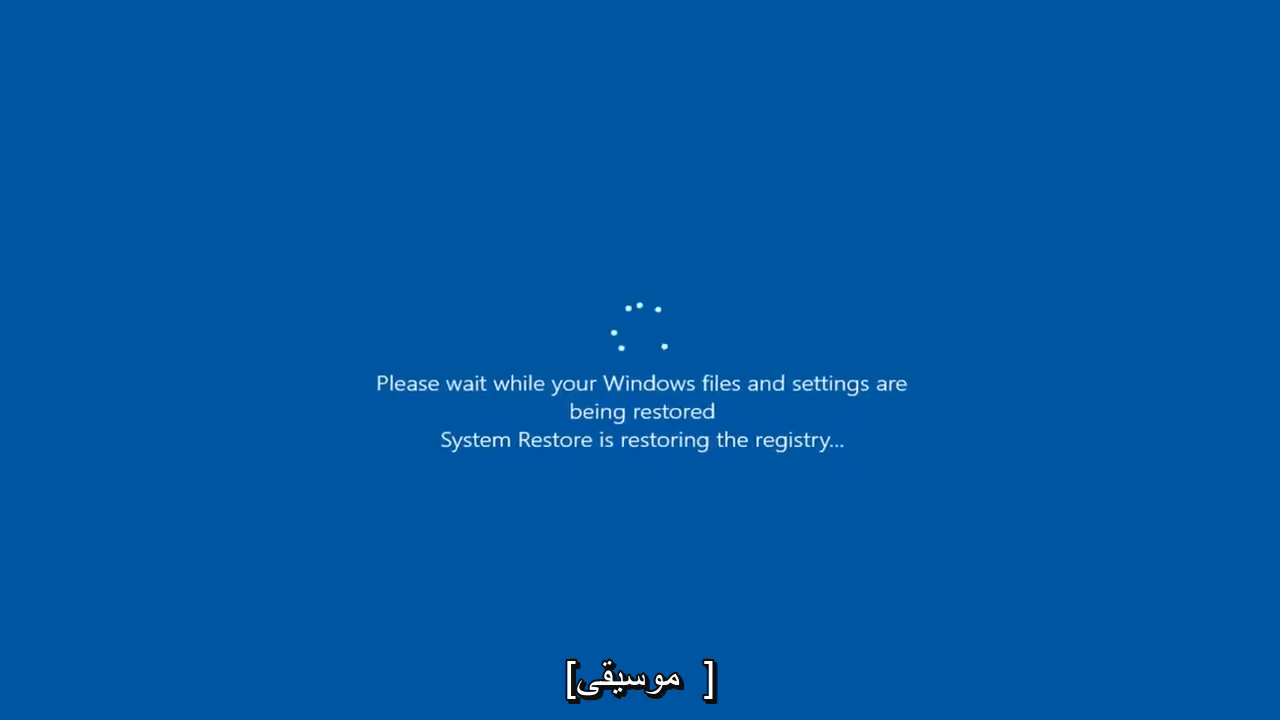 Please wait while your Windows files and settings are
being restored
System Restore is restoring the registry...
[موسيقى]